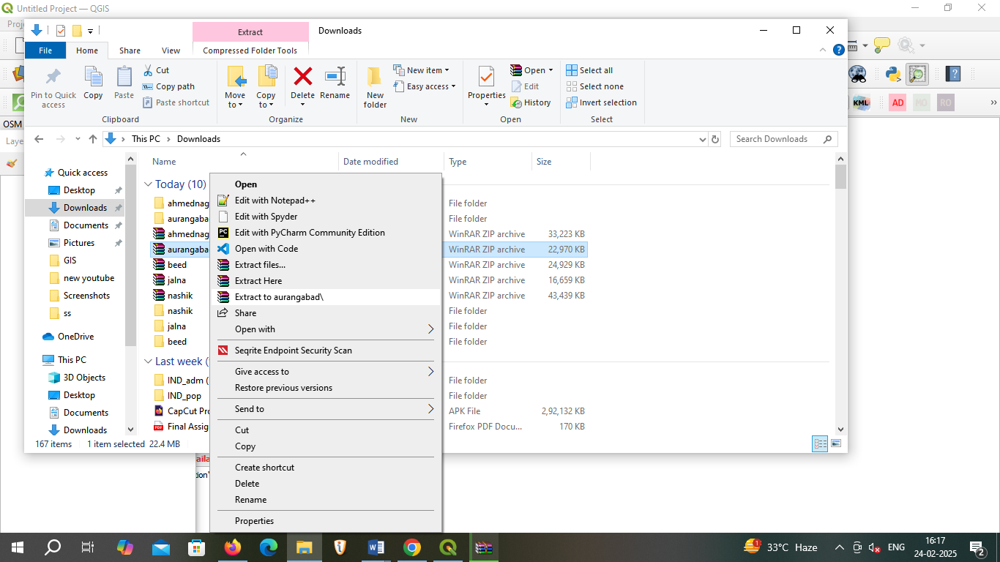 Untitled Project — QGIS
Proj
Extract
Downloads
File
Home
Share
View
Compressed Folder Tools
Pin to Quick access
Copy
Paste
Cut
Copy path
Paste shortcut
Clipboard
Move to
Copy to
Delete
Rename
Organize
New folder
New item
Easy access
New
Properties
Open
Edit
History
Open
Select all
Select none
Invert selection
Select
KML
AD
MO
RO
»
OSM
Laye
This PC
Downloads
Search Downloads
Name
Date modified
Type
Size
Quick access
Desktop
Downloads
Documents
Pictures
GIS
new youtube
Screenshots
ss
OneDrive
This PC
3D Objects
Desktop
Documents
Downloads
Today (10)
ahmednag File folder
aurangaba File folder
ahmednag WinRAR ZIP archive 33,223 KB
aurangaba WinRAR ZIP archive 22,970 KB
beed WinRAR ZIP archive 24,929 KB
jalna WinRAR ZIP archive 16,659 KB
nashik WinRAR ZIP archive 43,439 KB
nashik File folder
jalna File folder
beed File folder
Last week (
IND_adm ( File folder
IND_pop File folder
CapCut Pro APK File 2,92,132 KB
Final Assig Firefox PDF Docu... 170 KB
Open
Edit with Notepad++
Edit with Spyder
PC
Edit with PyCharm Community Edition
Open with Code
Extract files...
Extract Here
Extract to aurangabad\
Share
Open with
Seqrite Endpoint Security Scan
Give access to
Restore previous versions
Send to
Cut
Copy
Create shortcut
Delete
Rename
Properties
167 items
1 item selected 22.4 MB
aila
tion'
33°C Haze
ENG
16:17
24-02-2025
2